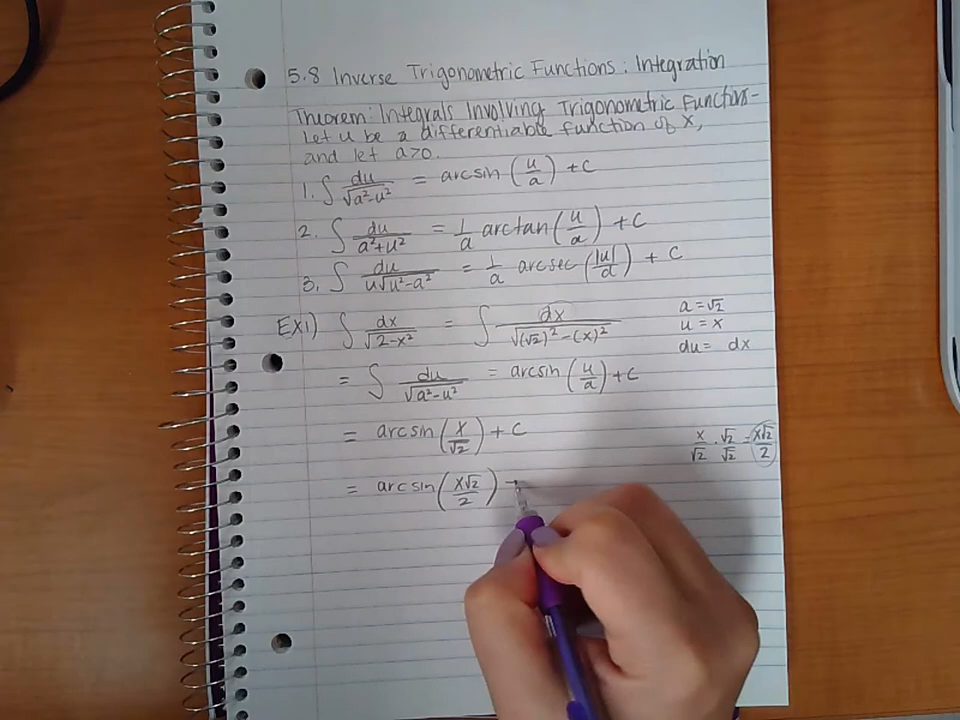 5.8 Inverse Trigonometric Functions: Integration
Theorem: Integrals Involving Trigonometric Functions-
Let u be a differentiable function of x,
and let a>0.
1. ∫ du/√(a²-u²) = arcsin (u/a) + C
2. ∫ du/(a²+u²) = 1/a arctan (u/a) + C
3. ∫ du/(u√(u²-a²)) = 1/a arcsec (|u|/a) + C
EX1) ∫ dx/√(2-x²) = ∫ dx/√((√2)²-(x)²)
a = √2
u = x
du = dx
= ∫ du/√(a²-u²) = arcsin (u/a) + C
= arcsin (x/√2) + C
x/√2 · √2/√2 = x√2/2
= arcsin (x√2/2) +